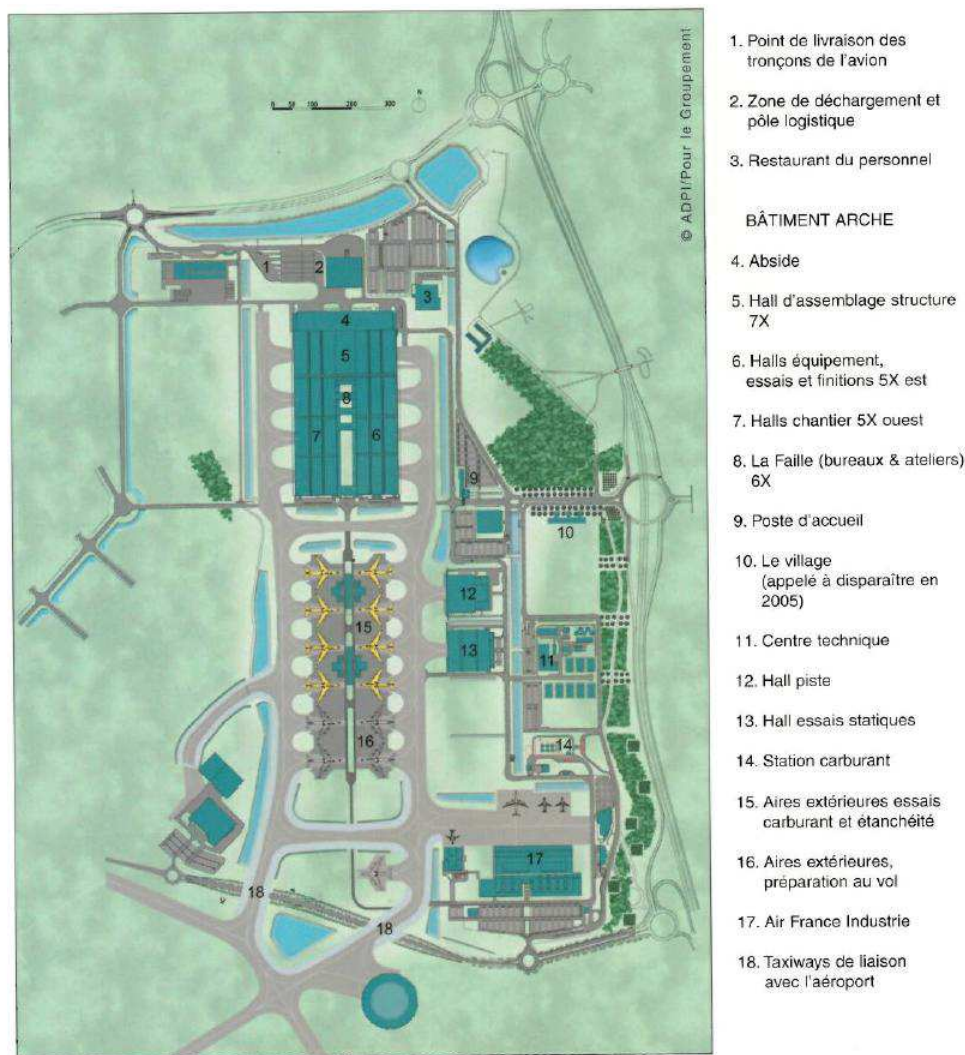 © ADPI/Pour le Groupement
0 50 100 200 300
N
1
2
3
4
5
8
7
6
9
10
12
15
13
11
16
14
17
18
18
1. Point de livraison des
tronçons de l'avion
2. Zone de déchargement et
pôle logistique
3. Restaurant du personnel
BÂTIMENT ARCHE
4. Abside
5. Hall d'assemblage structure
7X
6. Halls équipement,
essais et finitions 5X est
7. Halls chantier 5X ouest
8. La Faille (bureaux & ateliers)
6X
9. Poste d'accueil
10. Le village
(appelé à disparaître en
2005)
11. Centre technique
12. Hall piste
13. Hall essais statiques
14. Station carburant
15. Aires extérieures essais
carburant et étanchéité
16. Aires extérieures,
préparation au vol
17. Air France Industrie
18. Taxiways de liaison
avec l'aéroport